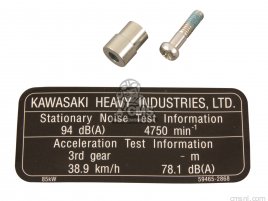 KAWASAKI HEAVY INDUSTRIES, LTD.
Stationary Noise Test Information
94 dB(A) 4750 min⁻¹
Acceleration Test Information
3rd gear - m
38.9 km/h 78.1 dB(A)
85kW 59465-2868
© cmsnl.com